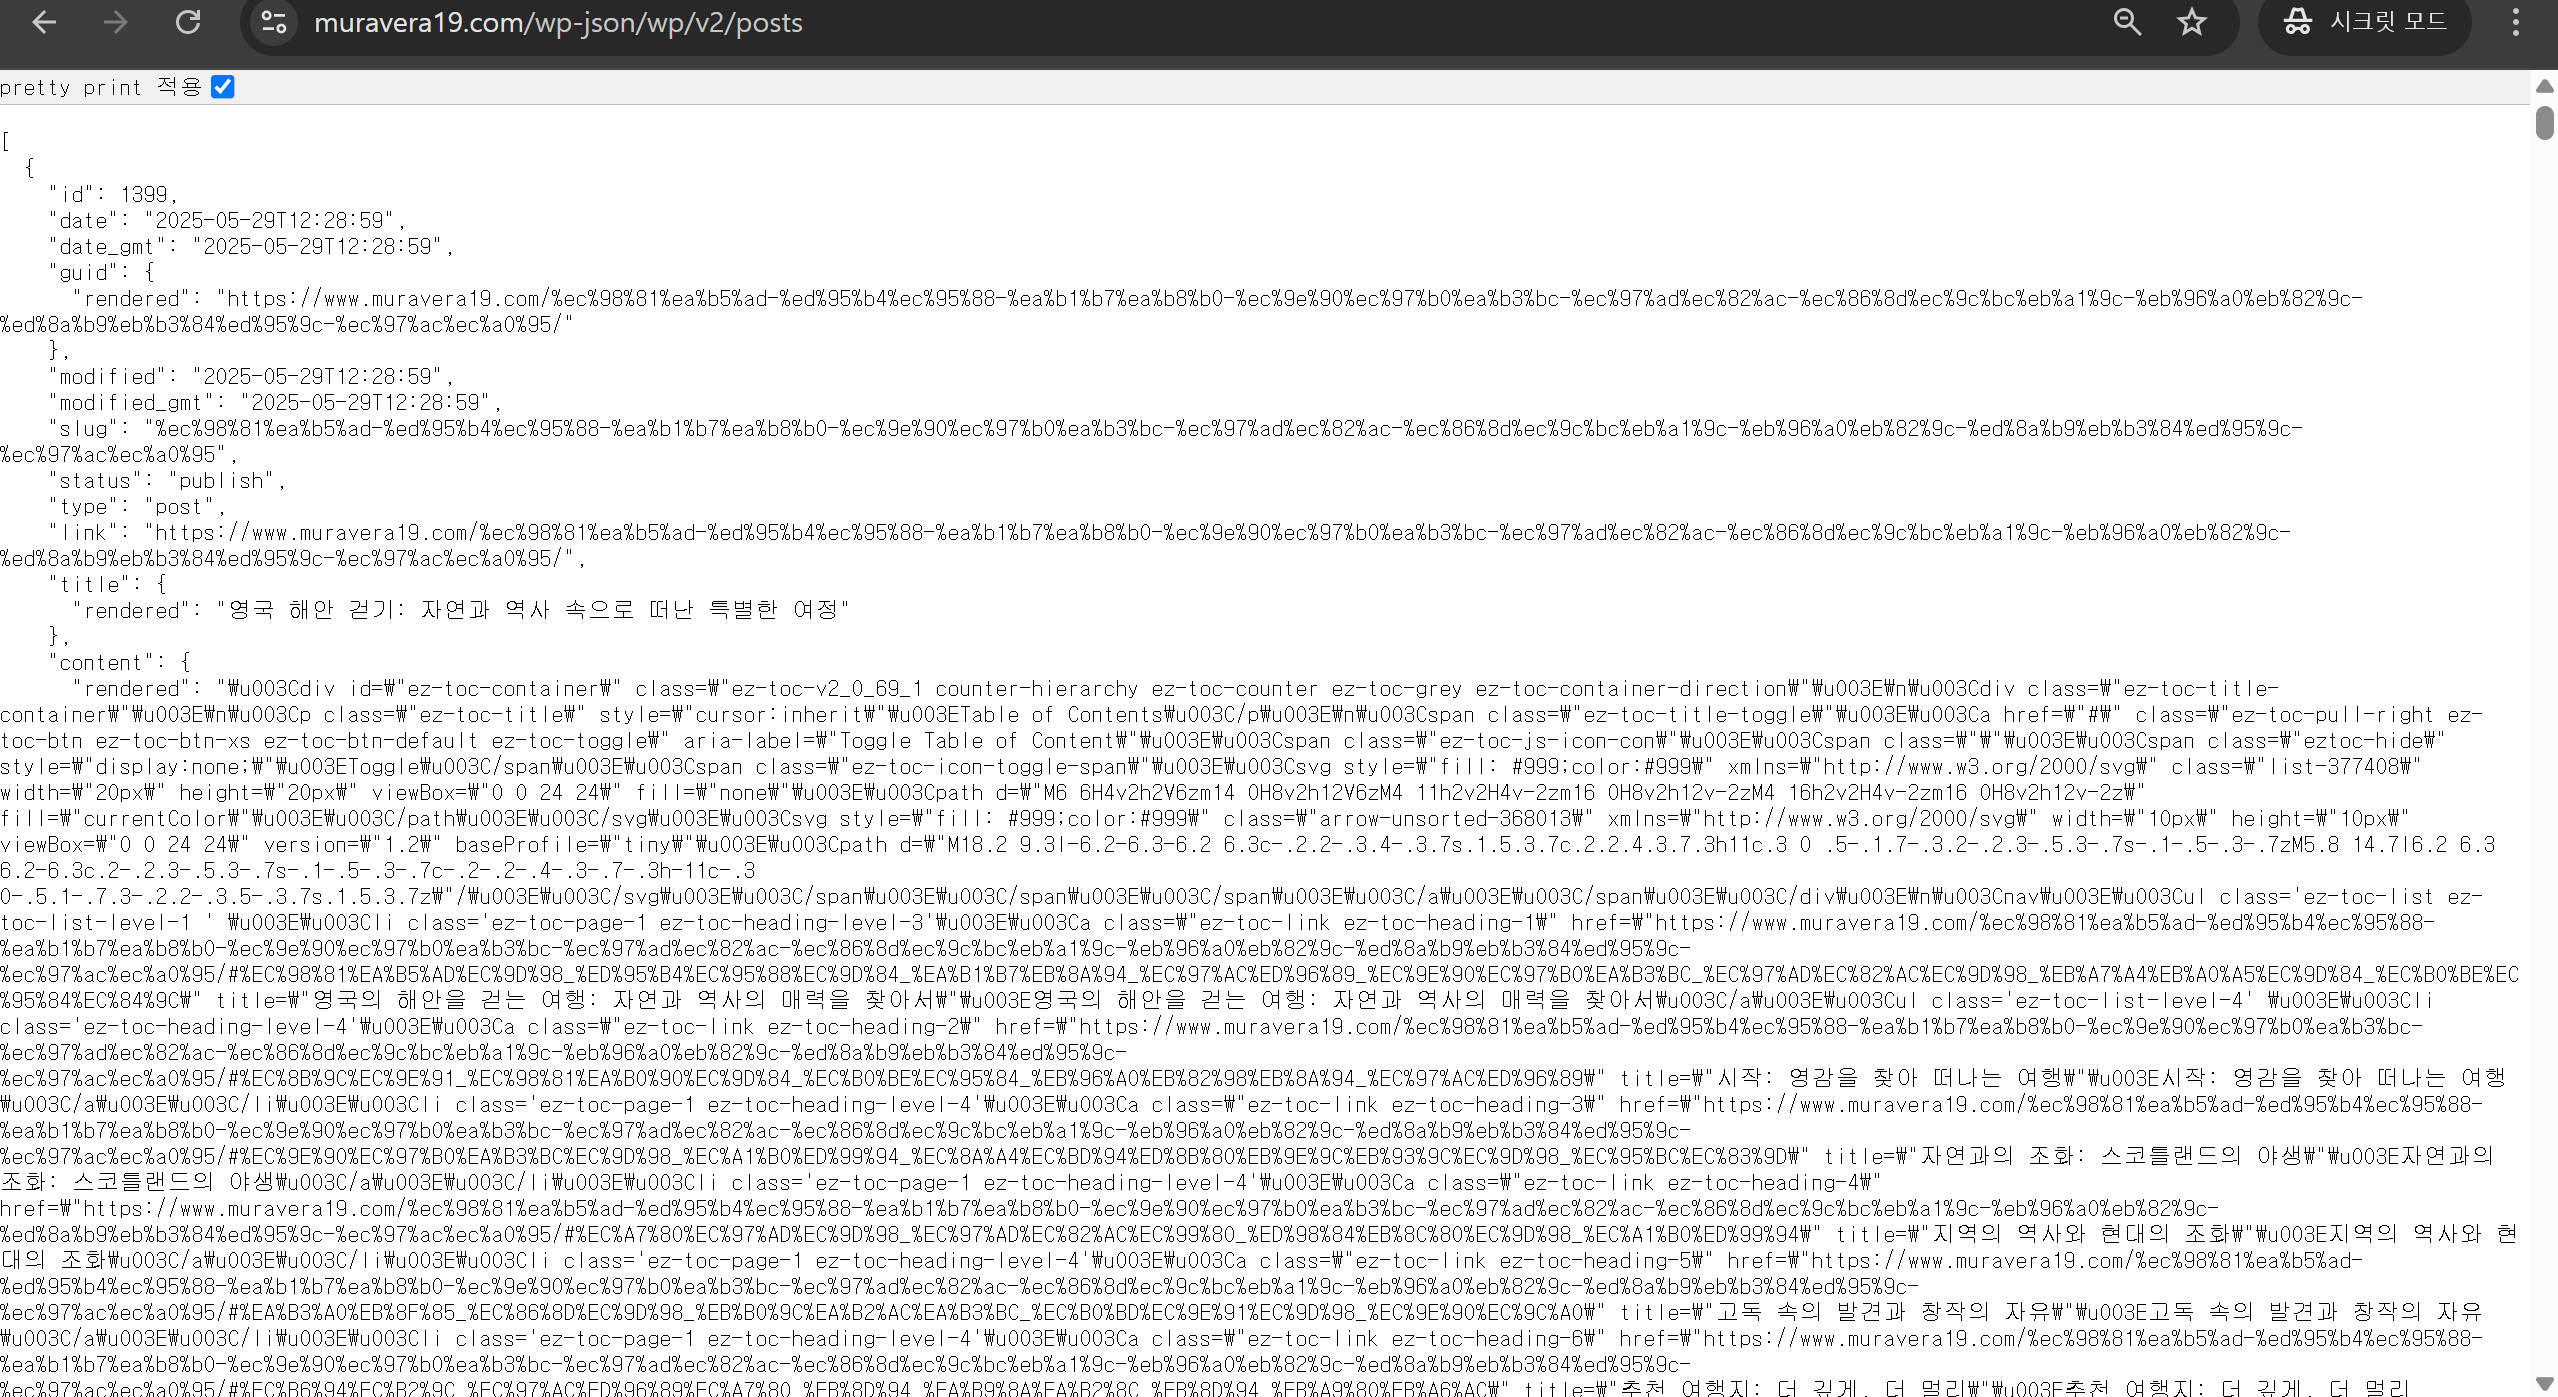 muravera19.com/wp-json/wp/v2/posts
시크릿 모드
pretty print 적용
[
{
"id": 1399,
"date": "2025-05-29T12:28:59",
"date_gmt": "2025-05-29T12:28:59",
"guid": {
"rendered": "https://www.muravera19.com/%ec%98%81%ea%b5%ad-%ed%95%b4%ec%95%88-%ea%b1%b7%ea%b8%b0-%ec%9e%90%ec%97%b0%ea%b3%bc-%ec%97%ad%ec%82%ac-%ec%86%8d%ec%9c%bc%eb%a1%9c-%eb%96%a0%eb%82%9c-
%ed%8a%b9%eb%b3%84%ed%95%9c-%ec%97%ac%ec%a0%95/"
},
"modified": "2025-05-29T12:28:59",
"modified_gmt": "2025-05-29T12:28:59",
"slug": "%ec%98%81%ea%b5%ad-%ed%95%b4%ec%95%88-%ea%b1%b7%ea%b8%b0-%ec%9e%90%ec%97%b0%ea%b3%bc-%ec%97%ad%ec%82%ac-%ec%86%8d%ec%9c%bc%eb%a1%9c-%eb%96%a0%eb%82%9c-%ed%8a%b9%eb%b3%84%ed%95%9c-
%ec%97%ac%ec%a0%95",
"status": "publish",
"type": "post",
"link": "https://www.muravera19.com/%ec%98%81%ea%b5%ad-%ed%95%b4%ec%95%88-%ea%b1%b7%ea%b8%b0-%ec%9e%90%ec%97%b0%ea%b3%bc-%ec%97%ad%ec%82%ac-%ec%86%8d%ec%9c%bc%eb%a1%9c-%eb%96%a0%eb%82%9c-
%ed%8a%b9%eb%b3%84%ed%95%9c-%ec%97%ac%ec%a0%95/",
"title": {
"rendered": "영국 해안 걷기: 자연과 역사 속으로 떠난 특별한 여정"
},
"content": {
"rendered": "₩u003Cdiv id=₩"ez-toc-container₩" class=₩"ez-toc-v2_0_69_1 counter-hierarchy ez-toc-counter ez-toc-grey ez-toc-container-direction₩"₩u003E₩n₩u003Cdiv class=₩"ez-toc-title-
container₩"₩u003E₩n₩u003Cp class=₩"ez-toc-title₩" style=₩"cursor:inherit₩"₩u003ETable of Contents₩u003C/p₩u003E₩n₩u003Cspan class=₩"ez-toc-title-toggle₩"₩u003E₩u003Ca href=₩"#₩" class=₩"ez-toc-pull-right ez-
toc-btn ez-toc-btn-xs ez-toc-btn-default ez-toc-toggle₩" aria-label=₩"Toggle Table of Content₩"₩u003E₩u003Cspan class=₩"ez-toc-js-icon-con₩"₩u003E₩u003Cspan class=₩"₩"₩u003E₩u003Cspan class=₩"eztoc-hide₩"
style=₩"display:none;₩"₩u003EToggle₩u003C/span₩u003E₩u003Cspan class=₩"ez-toc-icon-toggle-span₩"₩u003E₩u003Csvg style=₩"fill: #999;color:#999₩" xmlns=₩"http://www.w3.org/2000/svg₩" class=₩"list-377408₩"
width=₩"20px₩" height=₩"20px₩" viewBox=₩"0 0 24 24₩" fill=₩"none₩"₩u003E₩u003Cpath d=₩"M6 6H4v2h2V6zm14 0H8v2h12V6zM4 11h2v2H4v-2zm16 0H8v2h12v-2zM4 16h2v2H4v-2zm16 0H8v2h12v-2z₩"
fill=₩"currentColor₩"₩u003E₩u003C/path₩u003E₩u003C/svg₩u003E₩u003Csvg style=₩"fill: #999;color:#999₩" class=₩"arrow-unsorted-368013₩" xmlns=₩"http://www.w3.org/2000/svg₩" width=₩"10px₩" height=₩"10px₩"
viewBox=₩"0 0 24 24₩" version=₩"1.2₩" baseProfile=₩"tiny₩"₩u003E₩u003Cpath d=₩"M18.2 9.3l-6.2-6.3-6.2 6.3c-.2.2-.3.4-.3.7s.1.5.3.7c.2.2.4.3.7.3h11c.3 0 .5-.1.7-.3.2-.2.3-.5.3-.7s-.1-.5-.3-.7zM5.8 14.7l6.2 6.3
6.2-6.3c.2-.2.3-.5.3-.7s-.1-.5-.3-.7c-.2-.2-.4-.3-.7-.3h-11c-.3
0-.5.1-.7.3-.2.2-.3.5-.3.7s.1.5.3.7z₩"/₩u003E₩u003C/svg₩u003E₩u003C/span₩u003E₩u003C/span₩u003E₩u003C/span₩u003E₩u003C/a₩u003E₩u003C/span₩u003E₩u003C/div₩u003E₩n₩u003Cnav₩u003E₩u003Cul class='ez-toc-list ez-
toc-list-level-1 ' ₩u003E₩u003Cli class='ez-toc-page-1 ez-toc-heading-level-3'₩u003E₩u003Ca class=₩"ez-toc-link ez-toc-heading-1₩" href=₩"https://www.muravera19.com/%ec%98%81%ea%b5%ad-%ed%95%b4%ec%95%88-
%ea%b1%b7%ea%b8%b0-%ec%9e%90%ec%97%b0%ea%b3%bc-%ec%97%ad%ec%82%ac-%ec%86%8d%ec%9c%bc%eb%a1%9c-%eb%96%a0%eb%82%9c-%ed%8a%b9%eb%b3%84%ed%95%9c-
%ec%97%ac%ec%a0%95/#%EC%98%81%EA%B5%AD%EC%9D%98_%ED%95%B4%EC%95%88%EC%9D%84_%EA%B1%B7%EB%8A%94_%EC%97%AC%ED%96%89_%EC%9E%90%EC%97%B0%EA%B3%BC_%EC%97%AD%EC%82%AC%EC%9D%98_%EB%A7%A4%EB%A0%A5%EC%9D%84_%EC%B0%BE%EC
%95%84%EC%84%9C₩" title=₩"영국의 해안을 걷는 여행: 자연과 역사의 매력을 찾아서₩"₩u003E영국의 해안을 걷는 여행: 자연과 역사의 매력을 찾아서₩u003C/a₩u003E₩u003Cul class='ez-toc-list-level-4' ₩u003E₩u003Cli
class='ez-toc-heading-level-4'₩u003E₩u003Ca class=₩"ez-toc-link ez-toc-heading-2₩" href=₩"https://www.muravera19.com/%ec%98%81%ea%b5%ad-%ed%95%b4%ec%95%88-%ea%b1%b7%ea%b8%b0-%ec%9e%90%ec%97%b0%ea%b3%bc-
%ec%97%ad%ec%82%ac-%ec%86%8d%ec%9c%bc%eb%a1%9c-%eb%96%a0%eb%82%9c-%ed%8a%b9%eb%b3%84%ed%95%9c-
%ec%97%ac%ec%a0%95/#%EC%8B%9C%EC%9E%91_%EC%98%81%EA%B0%90%EC%9D%84_%EC%B0%BE%EC%95%84_%EB%96%A0%EB%82%98%EB%8A%94_%EC%97%AC%ED%96%89₩" title=₩"시작: 영감을 찾아 떠나는 여행₩"₩u003E시작: 영감을 찾아 떠나는 여행
₩u003C/a₩u003E₩u003C/li₩u003E₩u003Cli class='ez-toc-page-1 ez-toc-heading-level-4'₩u003E₩u003Ca class=₩"ez-toc-link ez-toc-heading-3₩" href=₩"https://www.muravera19.com/%ec%98%81%ea%b5%ad-%ed%95%b4%ec%95%88-
%ea%b1%b7%ea%b8%b0-%ec%9e%90%ec%97%b0%ea%b3%bc-%ec%97%ad%ec%82%ac-%ec%86%8d%ec%9c%bc%eb%a1%9c-%eb%96%a0%eb%82%9c-%ed%8a%b9%eb%b3%84%ed%95%9c-
%ec%97%ac%ec%a0%95/#%EC%9E%90%EC%97%B0%EA%B3%BC%EC%9D%98_%EC%A1%B0%ED%99%94_%EC%8A%A4%EC%BD%94%ED%8B%80%EB%9E%9C%EB%93%9C%EC%9D%98_%EC%95%BC%EC%83%9D₩" title=₩"자연과의 조화: 스코틀랜드의 야생₩"₩u003E자연과의
조화: 스코틀랜드의 야생₩u003C/a₩u003E₩u003C/li₩u003E₩u003Cli class='ez-toc-page-1 ez-toc-heading-level-4'₩u003E₩u003Ca class=₩"ez-toc-link ez-toc-heading-4₩"
href=₩"https://www.muravera19.com/%ec%98%81%ea%b5%ad-%ed%95%b4%ec%95%88-%ea%b1%b7%ea%b8%b0-%ec%9e%90%ec%97%b0%ea%b3%bc-%ec%97%ad%ec%82%ac-%ec%86%8d%ec%9c%bc%eb%a1%9c-%eb%96%a0%eb%82%9c-
%ed%8a%b9%eb%b3%84%ed%95%9c-%ec%97%ac%ec%a0%95/#%EC%A7%80%EC%97%AD%EC%9D%98_%EC%97%AD%EC%82%AC%EC%99%80_%ED%98%84%EB%8C%80%EC%9D%98_%EC%A1%B0%ED%99%94₩" title=₩"지역의 역사와 현대의 조화₩"₩u003E지역의 역사와 현
대의 조화₩u003C/a₩u003E₩u003C/li₩u003E₩u003Cli class='ez-toc-page-1 ez-toc-heading-level-4'₩u003E₩u003Ca class=₩"ez-toc-link ez-toc-heading-5₩" href=₩"https://www.muravera19.com/%ec%98%81%ea%b5%ad-
%ed%95%b4%ec%95%88-%ea%b1%b7%ea%b8%b0-%ec%9e%90%ec%97%b0%ea%b3%bc-%ec%97%ad%ec%82%ac-%ec%86%8d%ec%9c%bc%eb%a1%9c-%eb%96%a0%eb%82%9c-%ed%8a%b9%eb%b3%84%ed%95%9c-
%ec%97%ac%ec%a0%95/#%EA%B3%A0%EB%8F%85_%EC%86%8D%EC%9D%98_%EB%B0%9C%EA%B2%AC%EA%B3%BC_%EC%B0%BD%EC%9E%91%EC%9D%98_%EC%9E%90%EC%9C%A0₩" title=₩"고독 속의 발견과 창작의 자유₩"₩u003E고독 속의 발견과 창작의 자유
₩u003C/a₩u003E₩u003C/li₩u003E₩u003Cli class='ez-toc-page-1 ez-toc-heading-level-4'₩u003E₩u003Ca class=₩"ez-toc-link ez-toc-heading-6₩" href=₩"https://www.muravera19.com/%ec%98%81%ea%b5%ad-%ed%95%b4%ec%95%88-
%ea%b1%b7%ea%b8%b0-%ec%9e%90%ec%97%b0%ea%b3%bc-%ec%97%ad%ec%82%ac-%ec%86%8d%ec%9c%bc%eb%a1%9c-%eb%96%a0%eb%82%9c-%ed%8a%b9%eb%b3%84%ed%95%9c-
%ec%97%ac%ec%a0%95/#%EC%B6%94%EC%B2%9C_%EC%97%AC%ED%96%89%EC%A7%80_%EB%8D%94_%EA%B9%8A%EA%B2%8C_%EB%8D%94_%EB%A9%80%EB%A6%AC₩" title=₩"추천 여행지: 더 깊게, 더 멀리₩"₩u003E추천 여행지: 더 깊게, 더 멀리